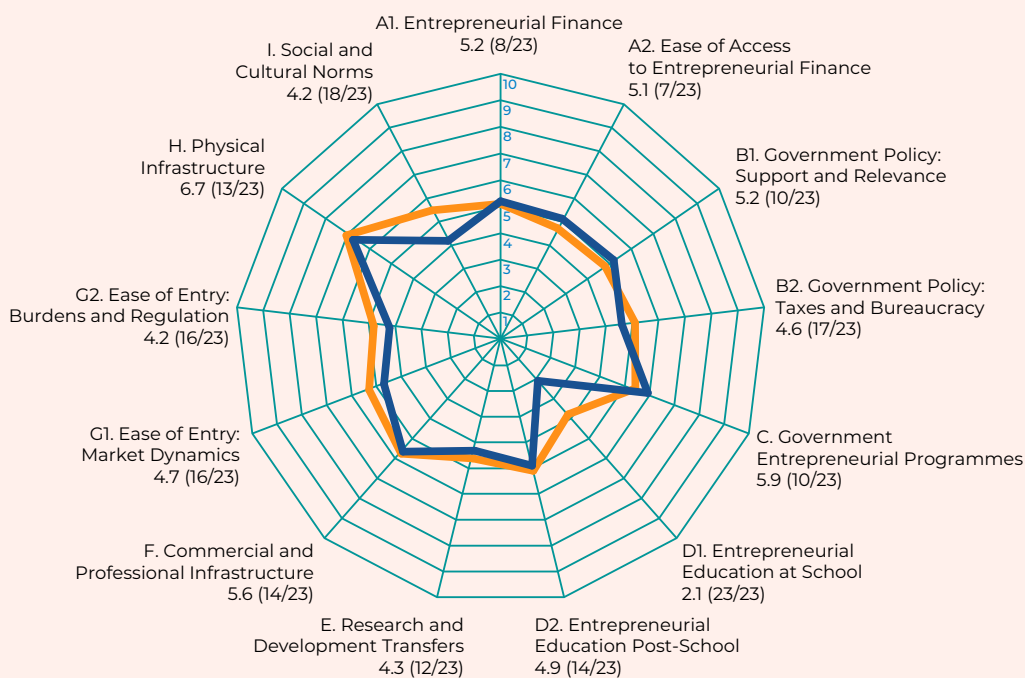 A1. Entrepreneurial Finance
5.2 (8/23)
A2. Ease of Access
to Entrepreneurial Finance
5.1 (7/23)
B1. Government Policy:
Support and Relevance
5.2 (10/23)
B2. Government Policy:
Taxes and Bureaucracy
4.6 (17/23)
C. Government
Entrepreneurial Programmes
5.9 (10/23)
D1. Entrepreneurial
Education at School
2.1 (23/23)
D2. Entrepreneurial
Education Post-School
4.9 (14/23)
E. Research and
Development Transfers
4.3 (12/23)
F. Commercial and
Professional Infrastructure
5.6 (14/23)
G1. Ease of Entry:
Market Dynamics
4.7 (16/23)
G2. Ease of Entry:
Burdens and Regulation
4.2 (16/23)
H. Physical
Infrastructure
6.7 (13/23)
I. Social and
Cultural Norms
4.2 (18/23)
10
9
8
7
6
5
4
3
2
1